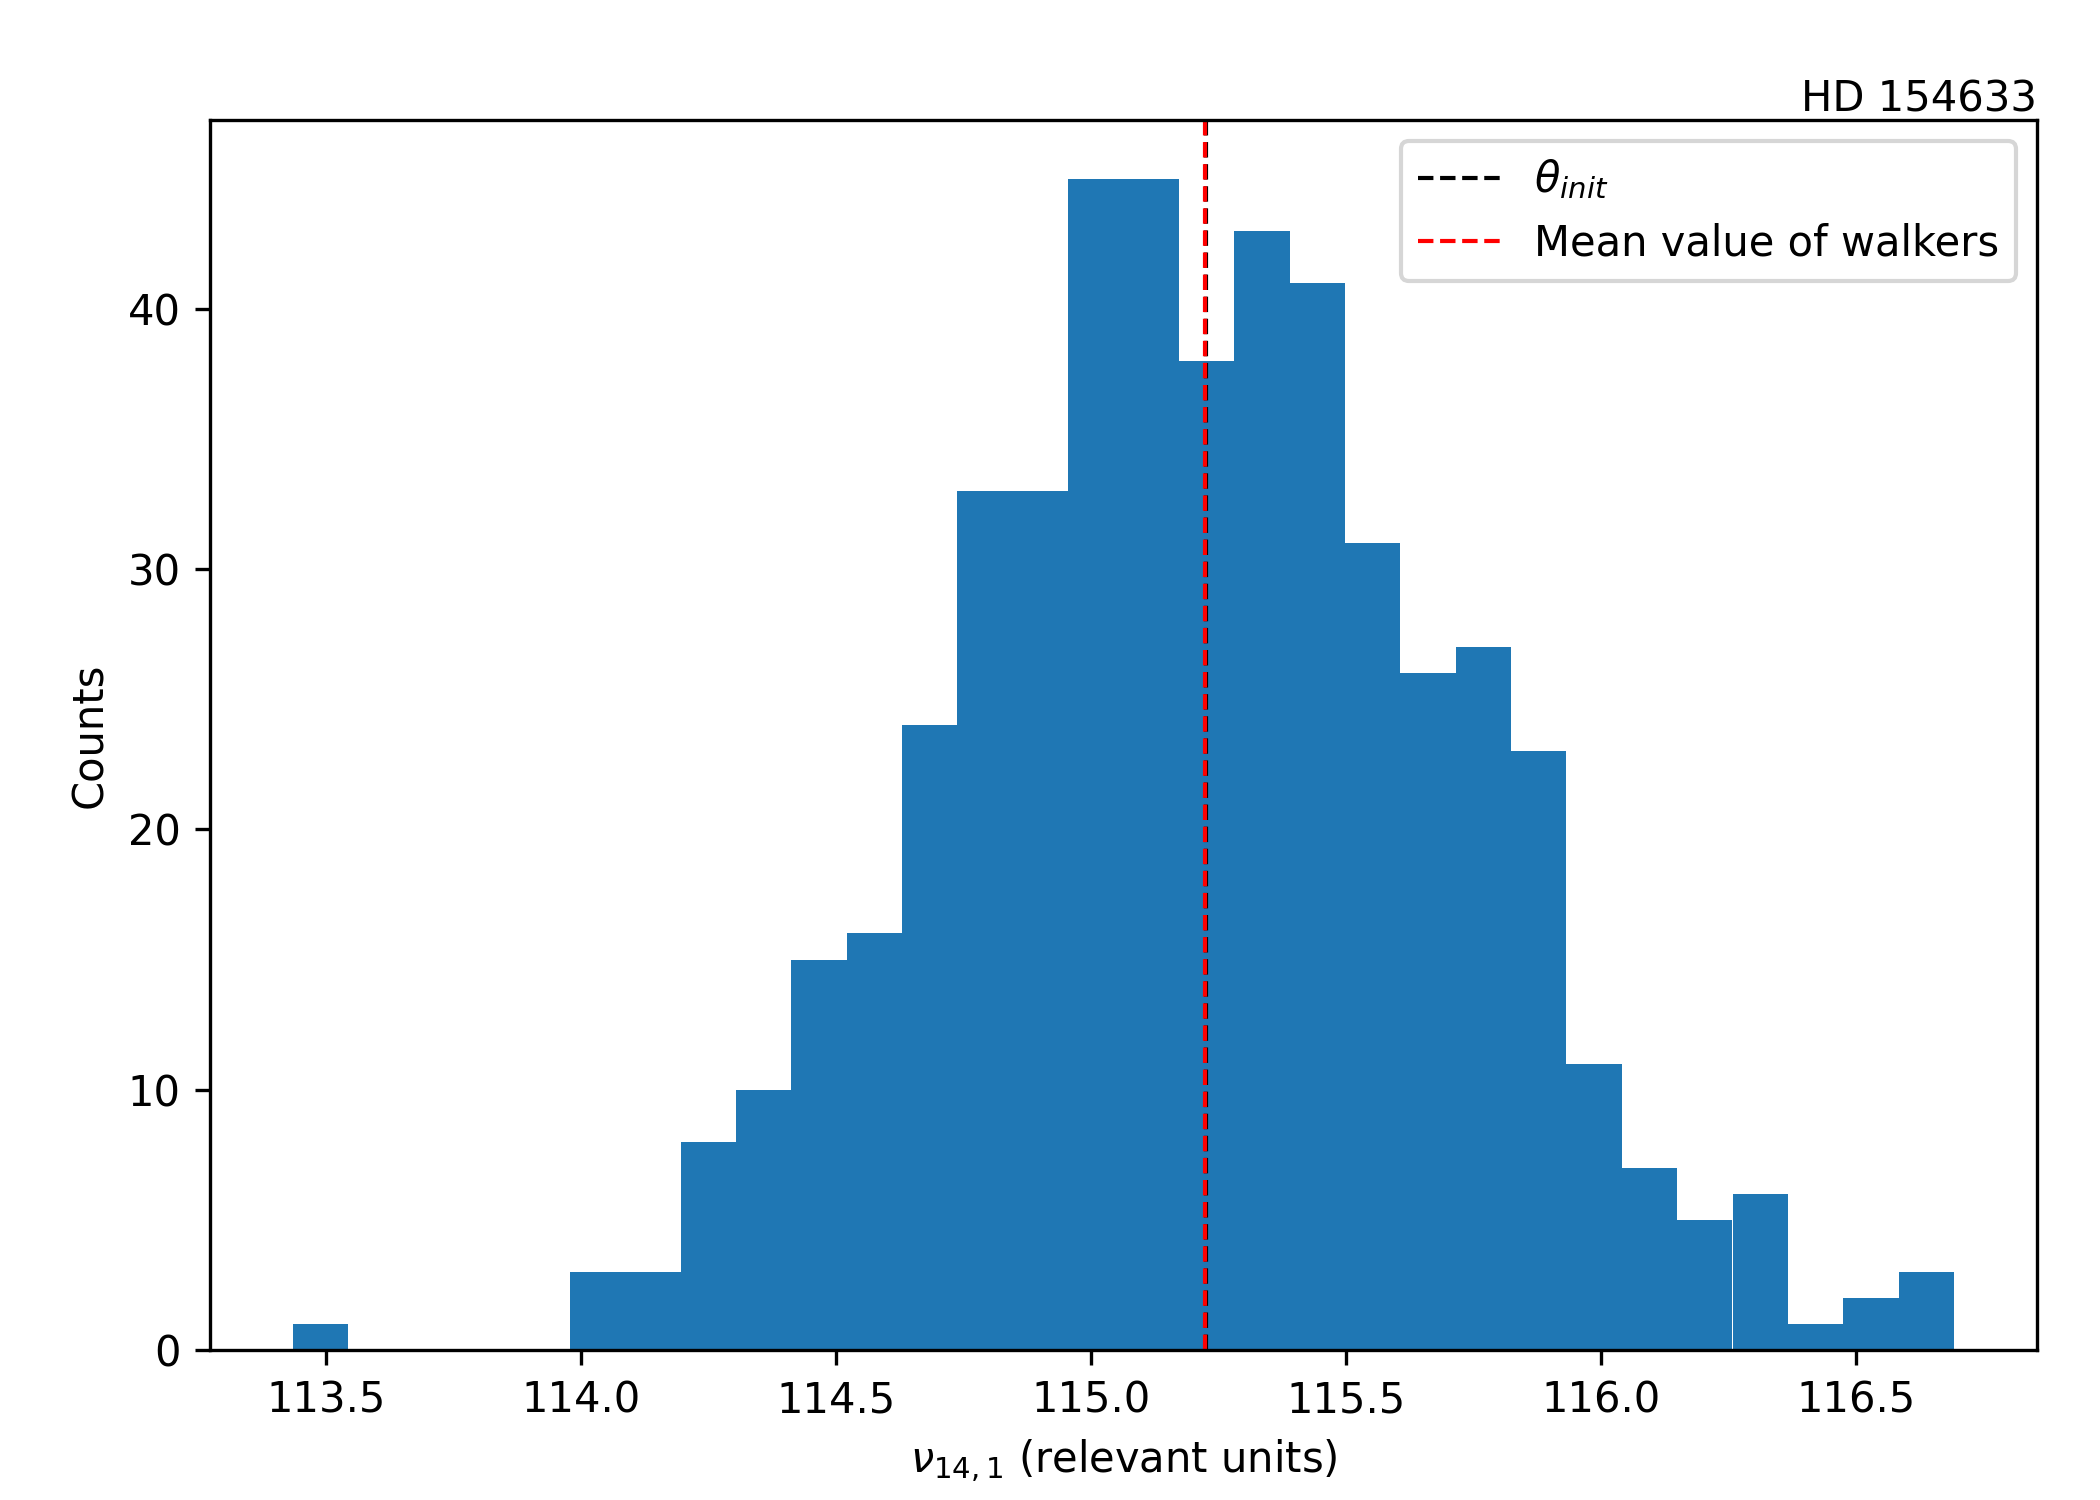 HD 154633
θinit
Mean value of walkers
40
30
20
10
0
Counts
113.5 114.0 114.5 115.0 115.5 116.0 116.5
ν14, 1 (relevant units)